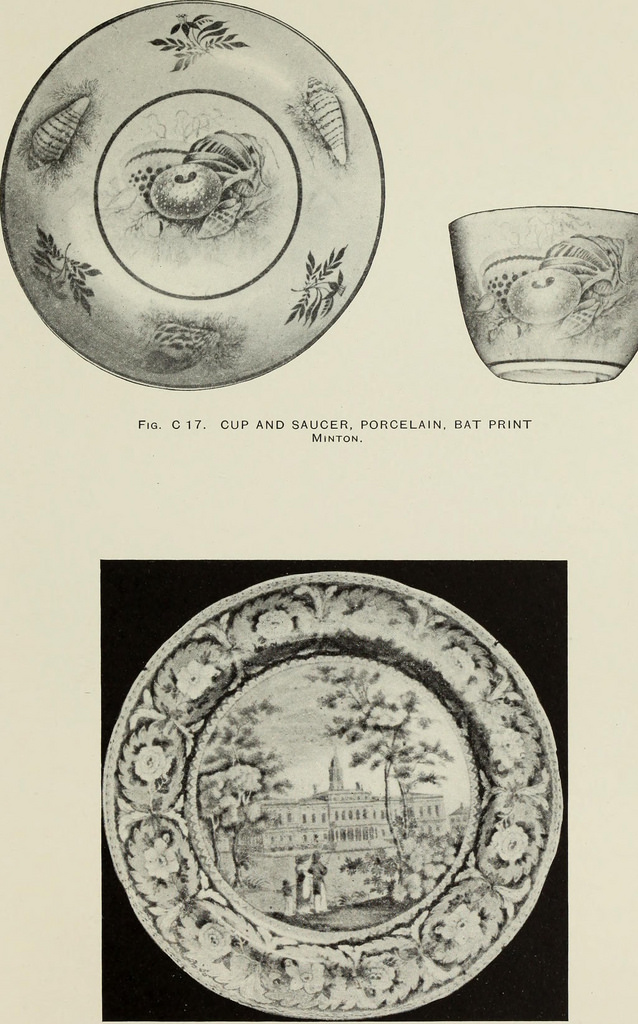 Fig. C 17. CUP AND SAUCER, PORCELAIN, BAT PRINT
Minton.